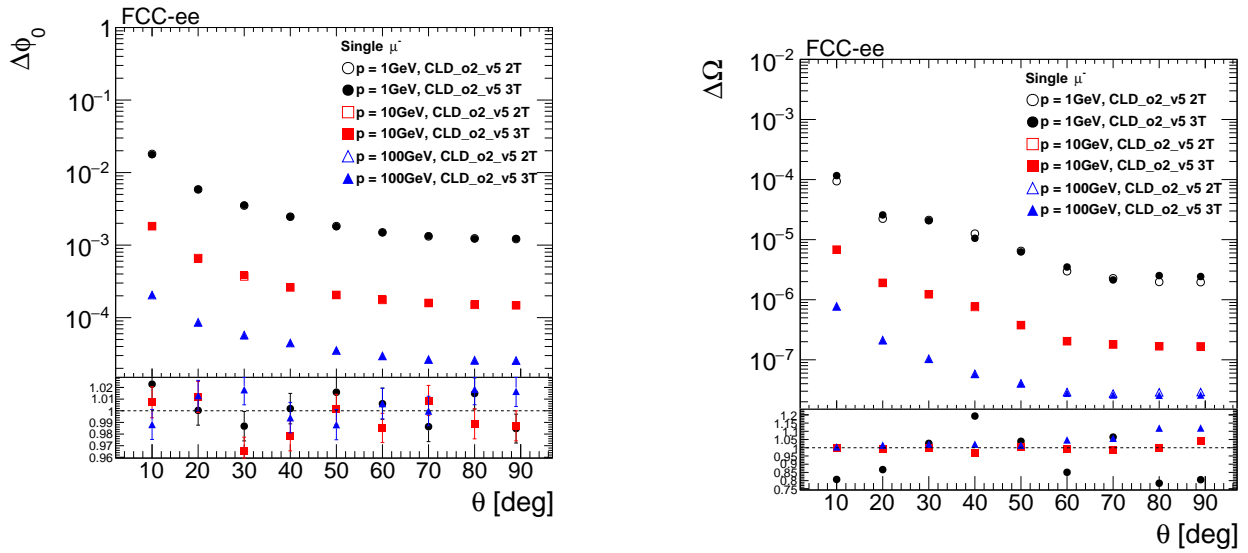 FCC-ee
Δϕ0
1
10−1
10−2
10−3
10−4
Single μ-
p = 1GeV, CLD_o2_v5 2T
p = 1GeV, CLD_o2_v5 3T
p = 10GeV, CLD_o2_v5 2T
p = 10GeV, CLD_o2_v5 3T
p = 100GeV, CLD_o2_v5 2T
p = 100GeV, CLD_o2_v5 3T
1.02
1.01
1
0.99
0.98
0.97
0.96
10 20 30 40 50 60 70 80 90
θ [deg]
FCC-ee
ΔΩ
10−2
10−3
10−4
10−5
10−6
10−7
Single μ-
p = 1GeV, CLD_o2_v5 2T
p = 1GeV, CLD_o2_v5 3T
p = 10GeV, CLD_o2_v5 2T
p = 10GeV, CLD_o2_v5 3T
p = 100GeV, CLD_o2_v5 2T
p = 100GeV, CLD_o2_v5 3T
1.2
1.15
1.1
1.05
1
0.95
0.9
0.85
0.8
0.75
10 20 30 40 50 60 70 80 90
θ [deg]